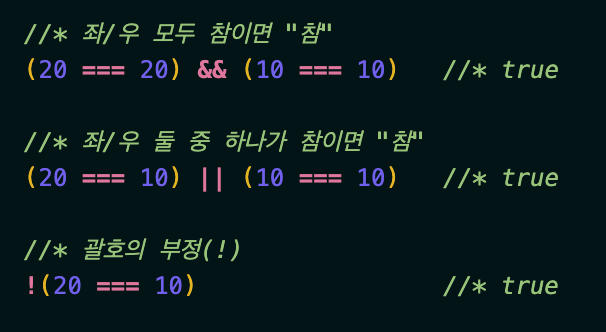 //* 좌/우 모두 참이면 "참"
(20 === 20) && (10 === 10)   //* true
//* 좌/우 둘 중 하나가 참이면 "참"
(20 === 10) || (10 === 10)   //* true
//* 괄호의 부정(!)
!(20 === 10)                 //* true